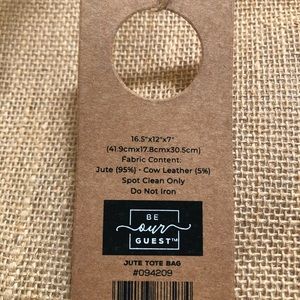 16.5"x12"x7"
(41.9cmx17.8cmx30.5cm)
Fabric Content:
Jute (95%) · Cow Leather (5%)
Spot Clean Only
Do Not Iron
BE
our
GUEST™
JUTE TOTE BAG
#094209